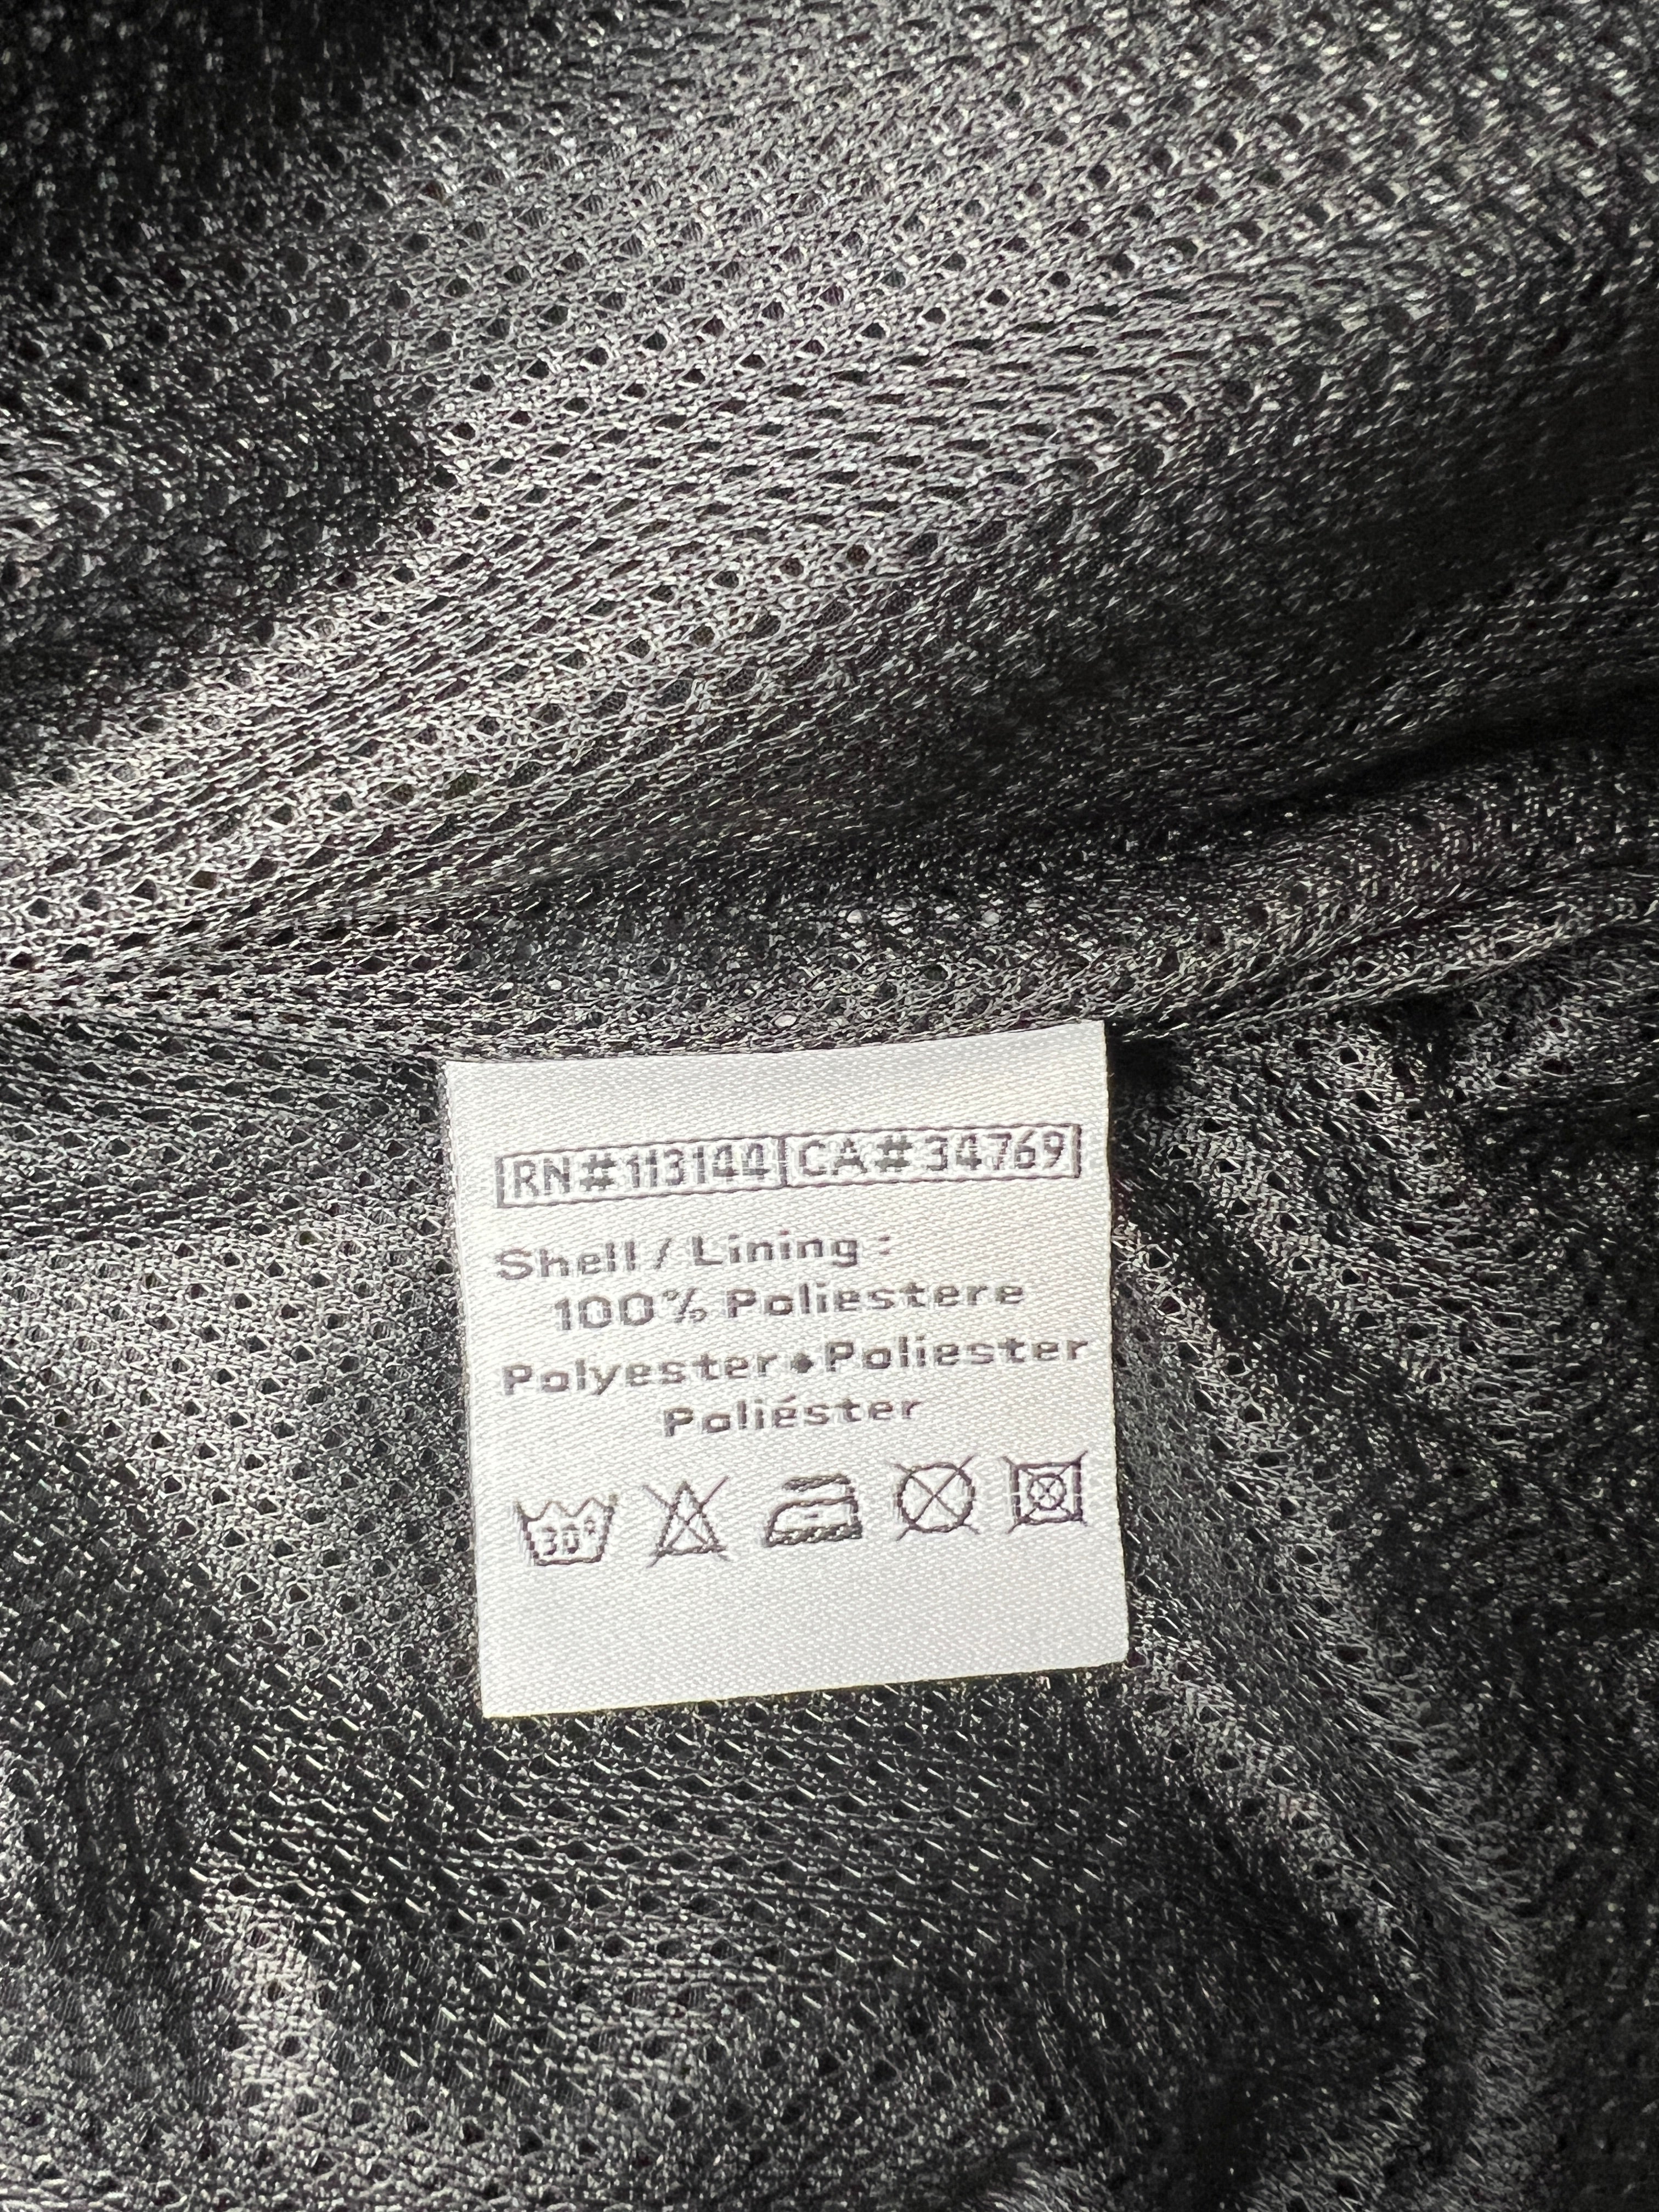 RN#113144 CA#34769
Shell / Lining :
100% Poliestere
Polyester♦Poliester
Poliéster
30°